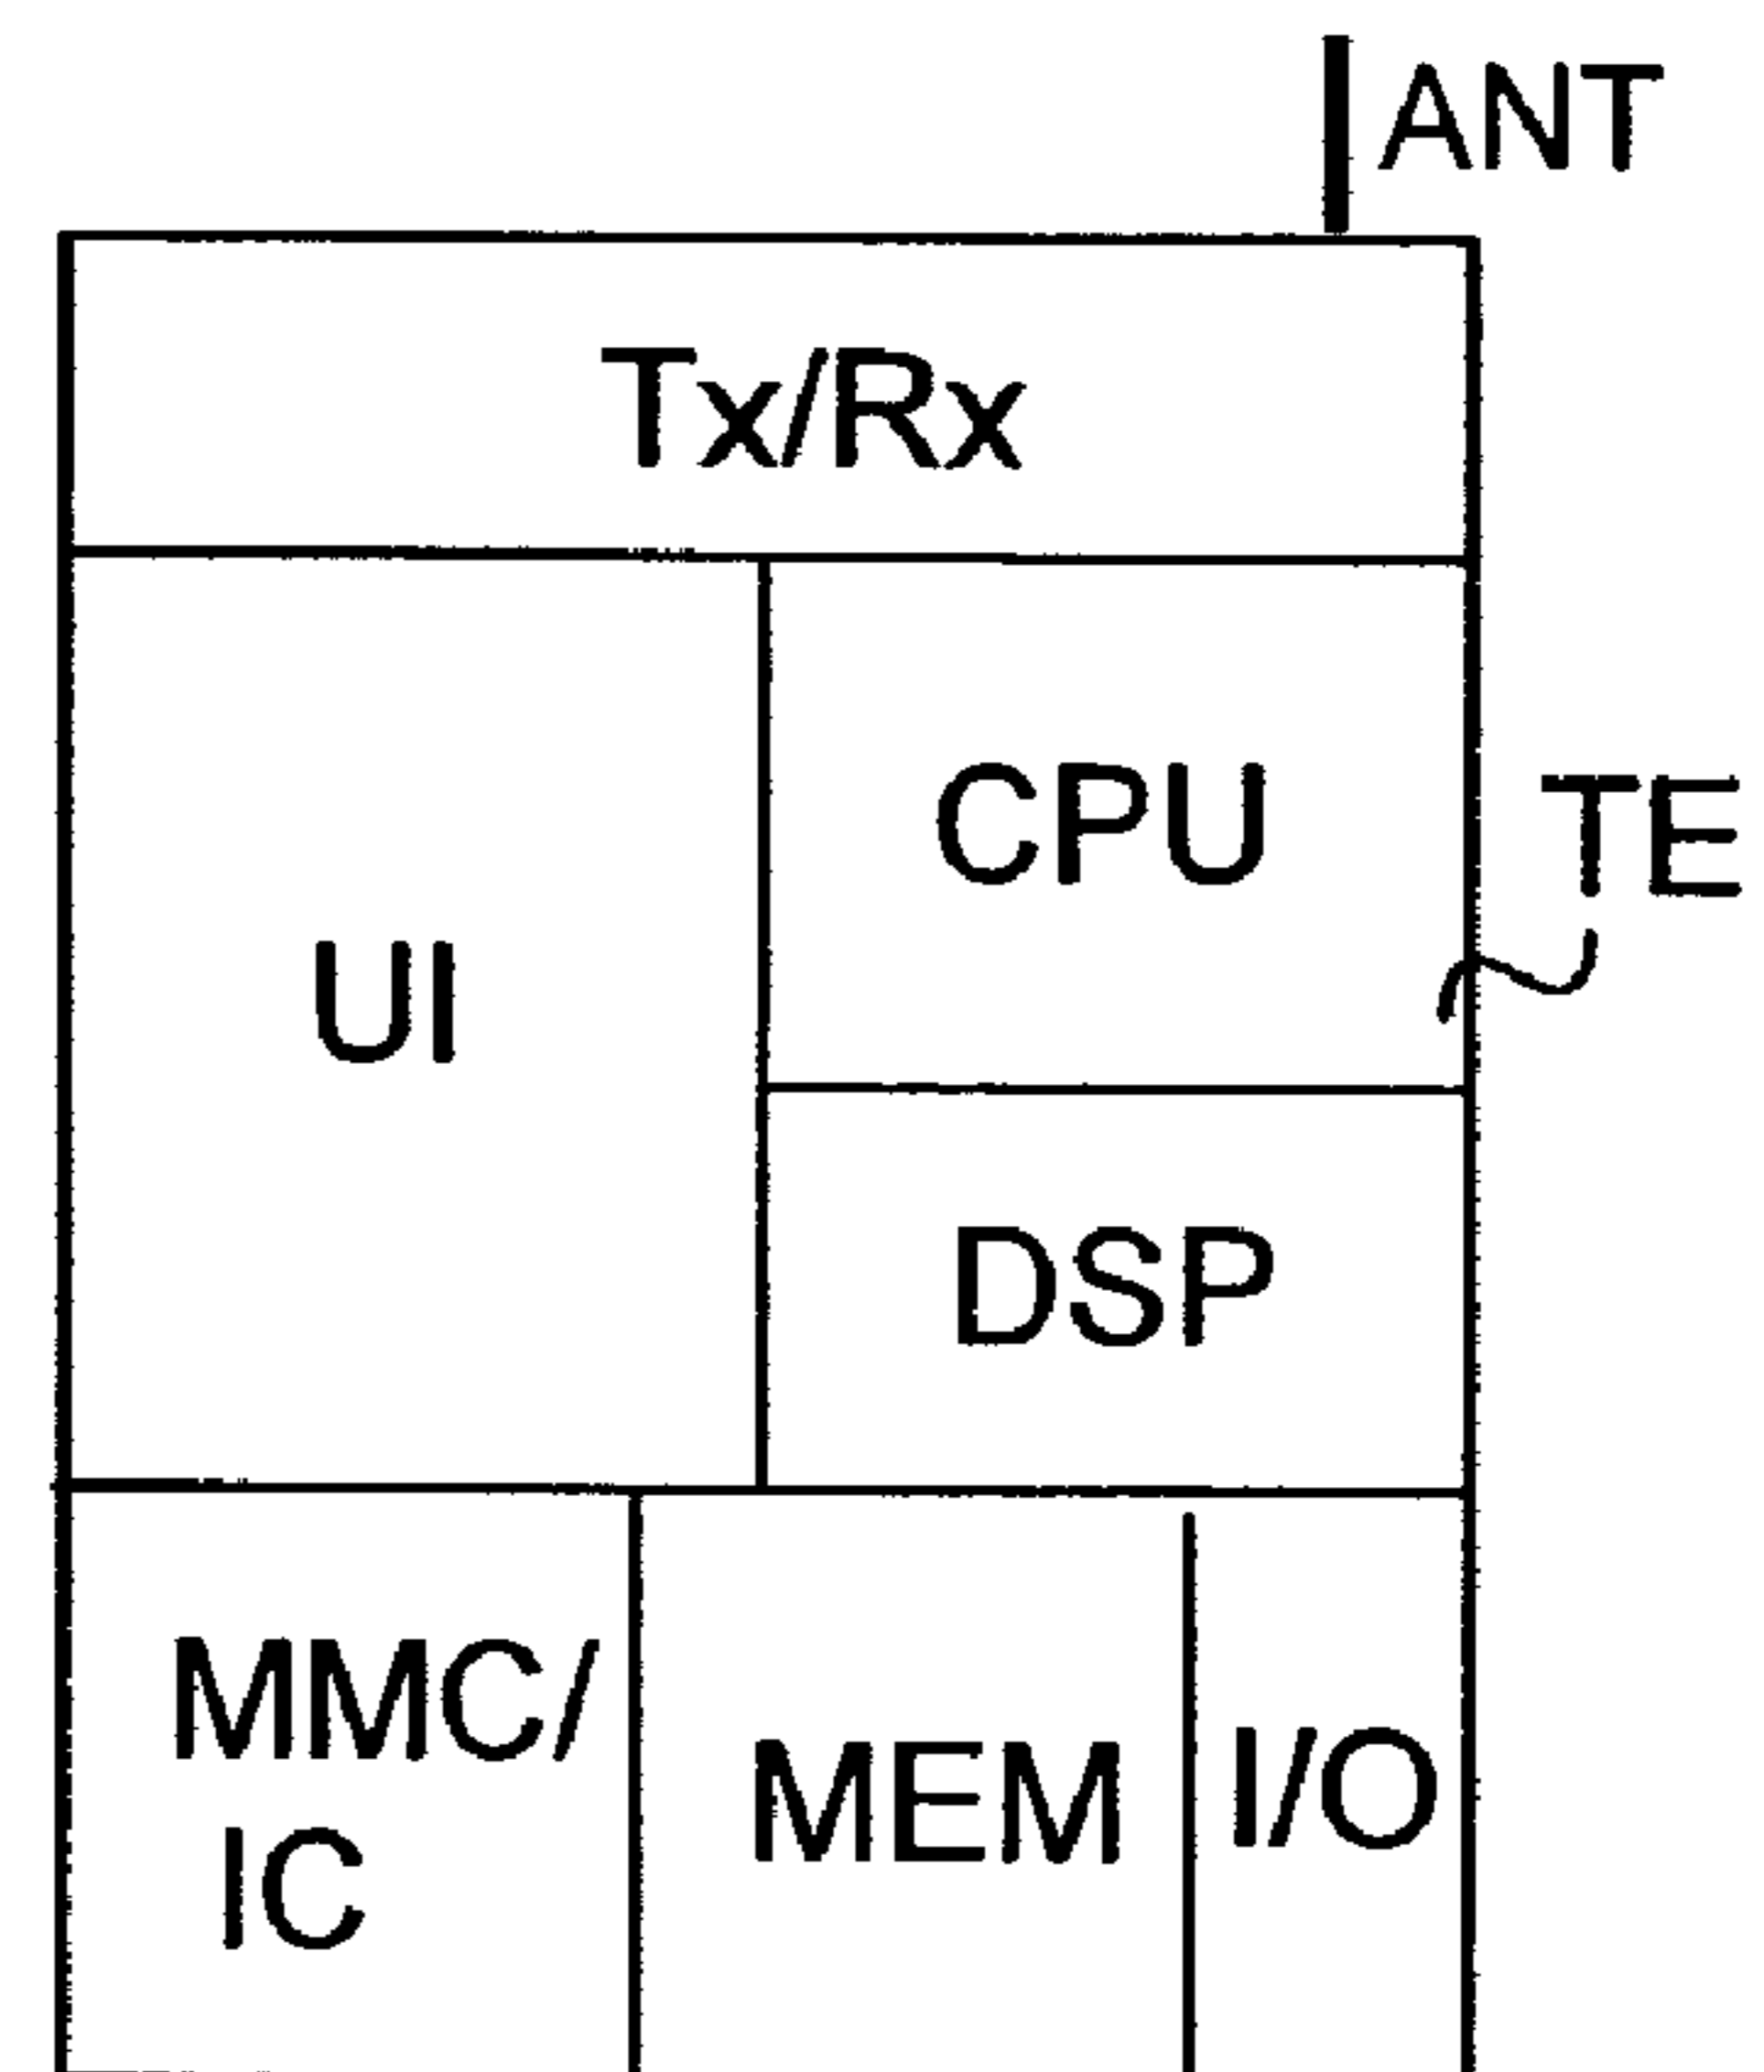 ANT
Tx/Rx
CPU
TE
UI
DSP
MMC/
IC
MEM
I/O